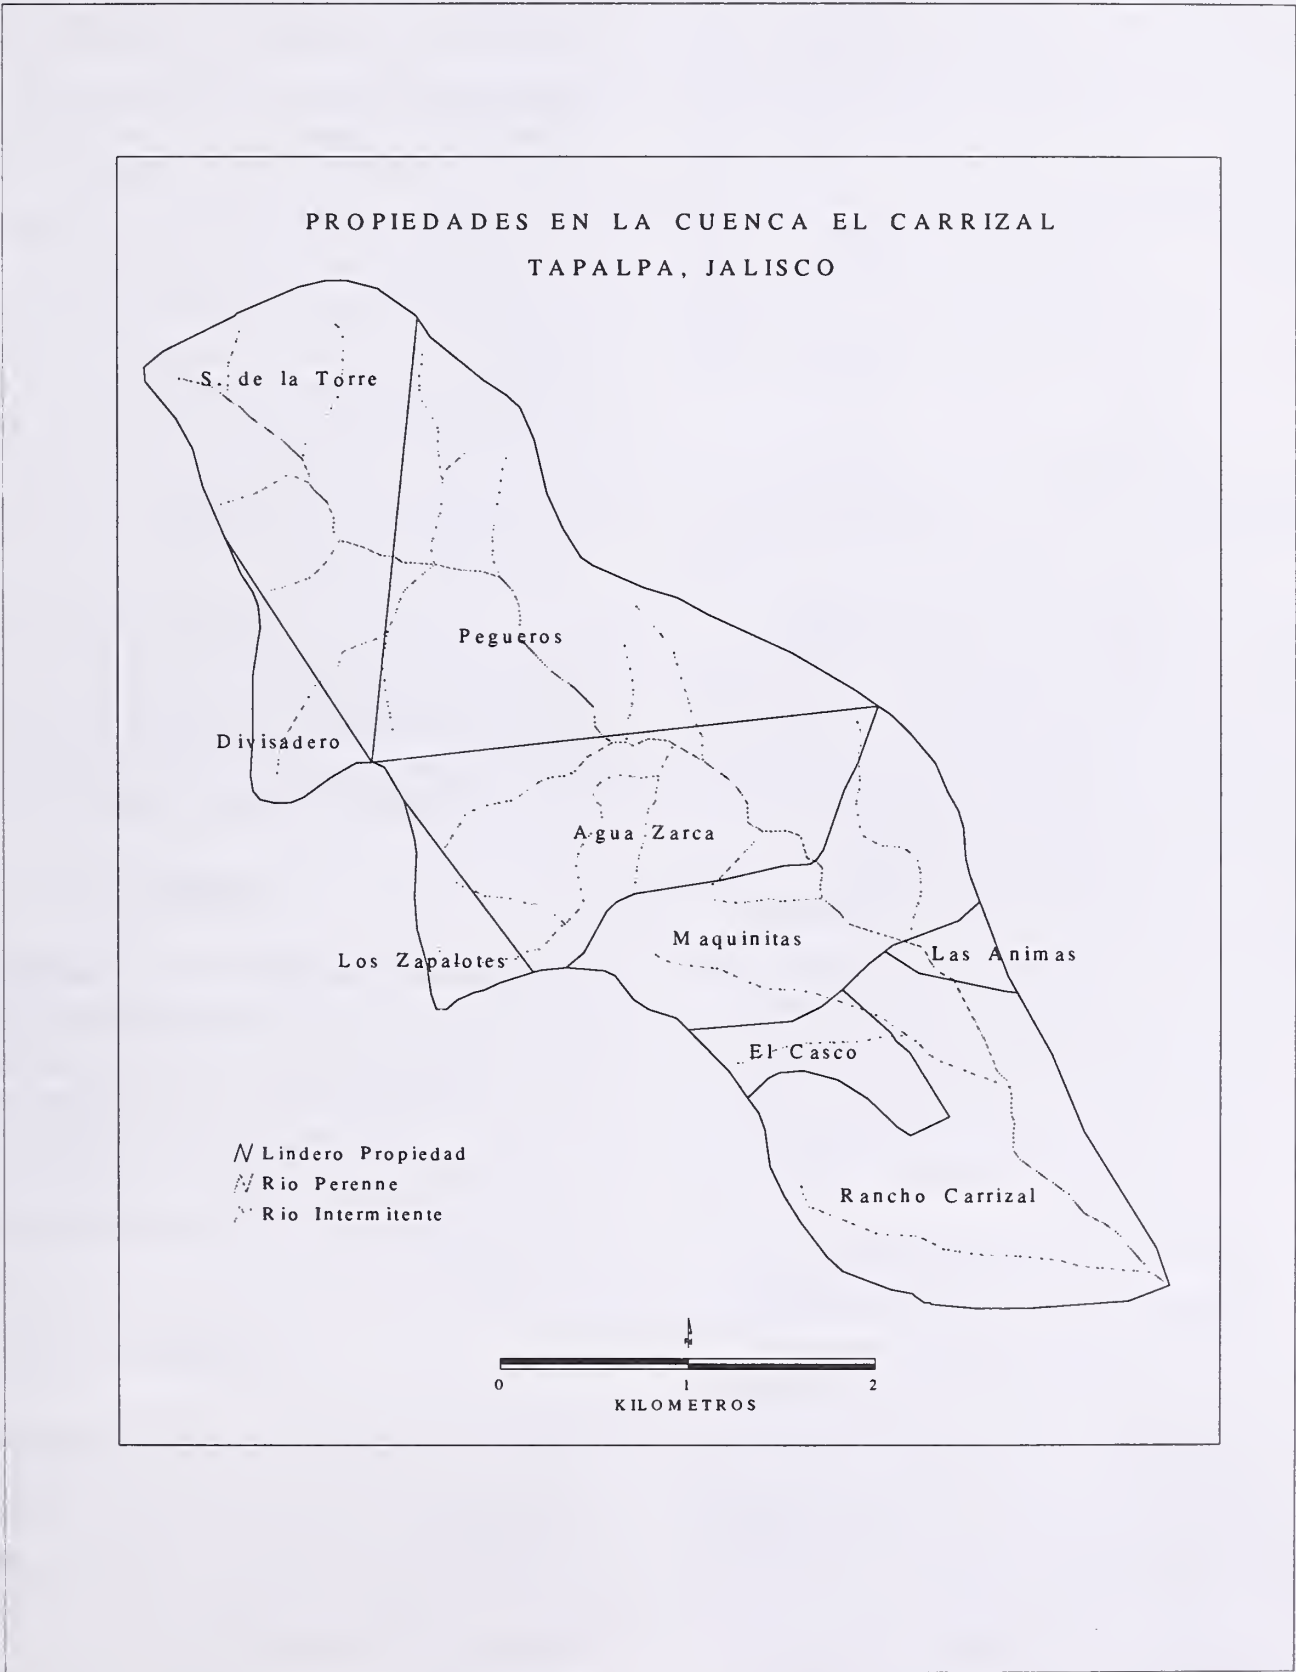 PROPIEDADES EN LA CUENCA EL CARRIZAL
TAPALPA, JALISCO
S. de la Torre
Pegueros
Divisadero
Agua Zarca
Maquinitas
Las Animas
Los Zapalotes
El Casco
Lindero Propiedad
Rio Perenne
Rio Intermitente
Rancho Carrizal
0 1 2
KILOMETROS